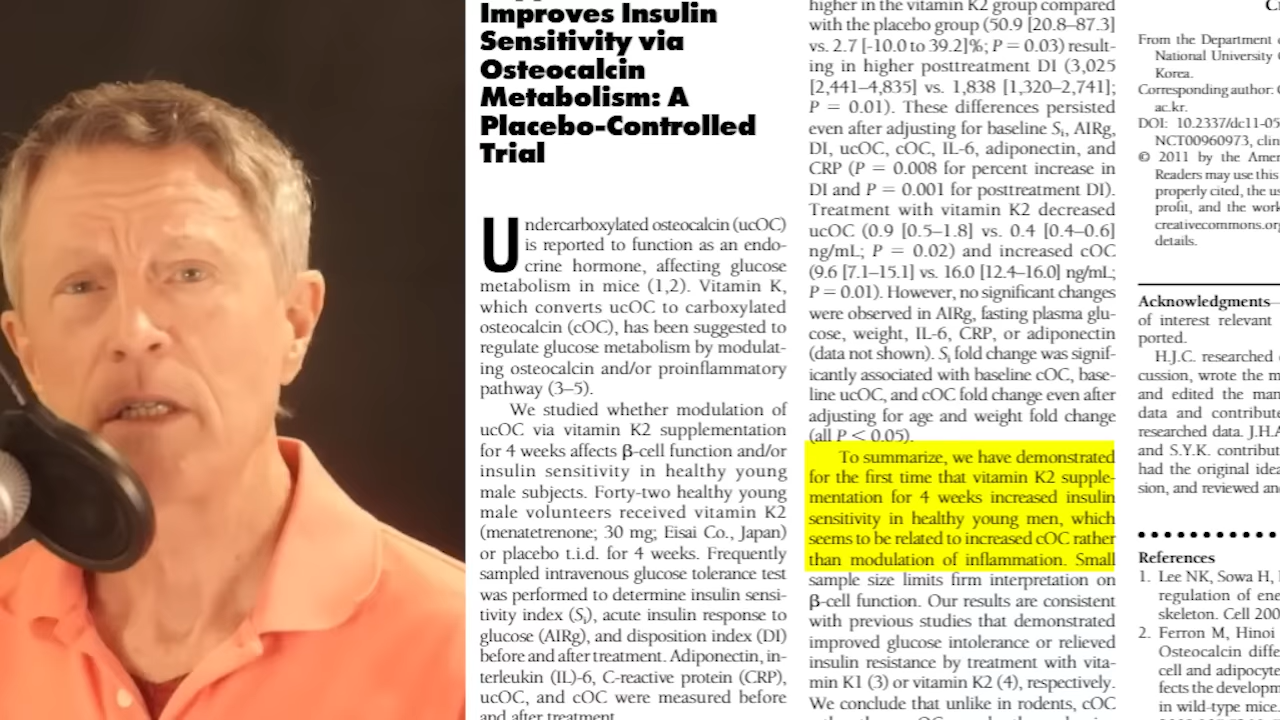 Improves Insulin
Sensitivity via
Osteocalcin
Metabolism: A
Placebo-Controlled
Trial
Undercarboxylated osteocalcin (ucOC)
is reported to function as an endo-
crine hormone, affecting glucose
metabolism in mice (1,2). Vitamin K,
which converts ucOC to carboxylated
osteocalcin (cOC), has been suggested to
regulate glucose metabolism by modulat-
ing osteocalcin and/or proinflammatory
pathway (3–5).
We studied whether modulation of
ucOC via vitamin K2 supplementation
for 4 weeks affects β-cell function and/or
insulin sensitivity in healthy young
male subjects. Forty-two healthy young
male volunteers received vitamin K2
(menatetrenone; 30 mg; Eisai Co., Japan)
or placebo t.i.d. for 4 weeks. Frequently
sampled intravenous glucose tolerance test
was performed to determine insulin sensi-
tivity index (Si), acute insulin response to
glucose (AIRg), and disposition index (DI)
before and after treatment. Adiponectin, in-
terleukin (IL)-6, C-reactive protein (CRP),
ucOC, and cOC were measured before
and after treatment.
higher in the vitamin K2 group compared
with the placebo group (50.9 [20.8–87.3]
vs. 2.7 [-10.0 to 39.2]%; P = 0.03) result-
ing in higher posttreatment DI (3,025
[2,441–4,835] vs. 1,838 [1,320–2,741];
P = 0.01). These differences persisted
even after adjusting for baseline Si, AIRg,
DI, ucOC, cOC, IL-6, adiponectin, and
CRP (P = 0.008 for percent increase in
DI and P = 0.001 for posttreatment DI).
Treatment with vitamin K2 decreased
ucOC (0.9 [0.5–1.8] vs. 0.4 [0.4–0.6]
ng/mL; P = 0.02) and increased cOC
(9.6 [7.1–15.1] vs. 16.0 [12.4–16.0] ng/mL;
P = 0.01). However, no significant changes
were observed in AIRg, fasting plasma glu-
cose, weight, IL-6, CRP, or adiponectin
(data not shown). Si fold change was signif-
icantly associated with baseline cOC, base-
line ucOC, and cOC fold change even after
adjusting for age and weight fold change
(all P < 0.05).
To summarize, we have demonstrated
for the first time that vitamin K2 supple-
mentation for 4 weeks increased insulin
sensitivity in healthy young men, which
seems to be related to increased cOC rather
than modulation of inflammation. Small
sample size limits firm interpretation on
β-cell function. Our results are consistent
with previous studies that demonstrated
improved glucose intolerance or relieved
insulin resistance by treatment with vita-
min K1 (3) or vitamin K2 (4), respectively.
We conclude that unlike in rodents, cOC
From the Department
National University
Korea.
Corresponding author:
ac.kr.
DOI: 10.2337/dc11-05
NCT00960973, clin
© 2011 by the Amer
Readers may use this
properly cited, the us
profit, and the work
creativecommons.org
details.
Acknowledgments—
of interest relevant
ported.
H.J.C. researched
cussion, wrote the m
and edited the man
data and contribut
researched data. J.H.A
and S.Y.K. contribut
had the original idea
sion, and reviewed an
References
1. Lee NK, Sowa H,
regulation of ene
skeleton. Cell 200
2. Ferron M, Hinoi
Osteocalcin diffe
cell and adipocyte
fects the developm
in wild-type mice.